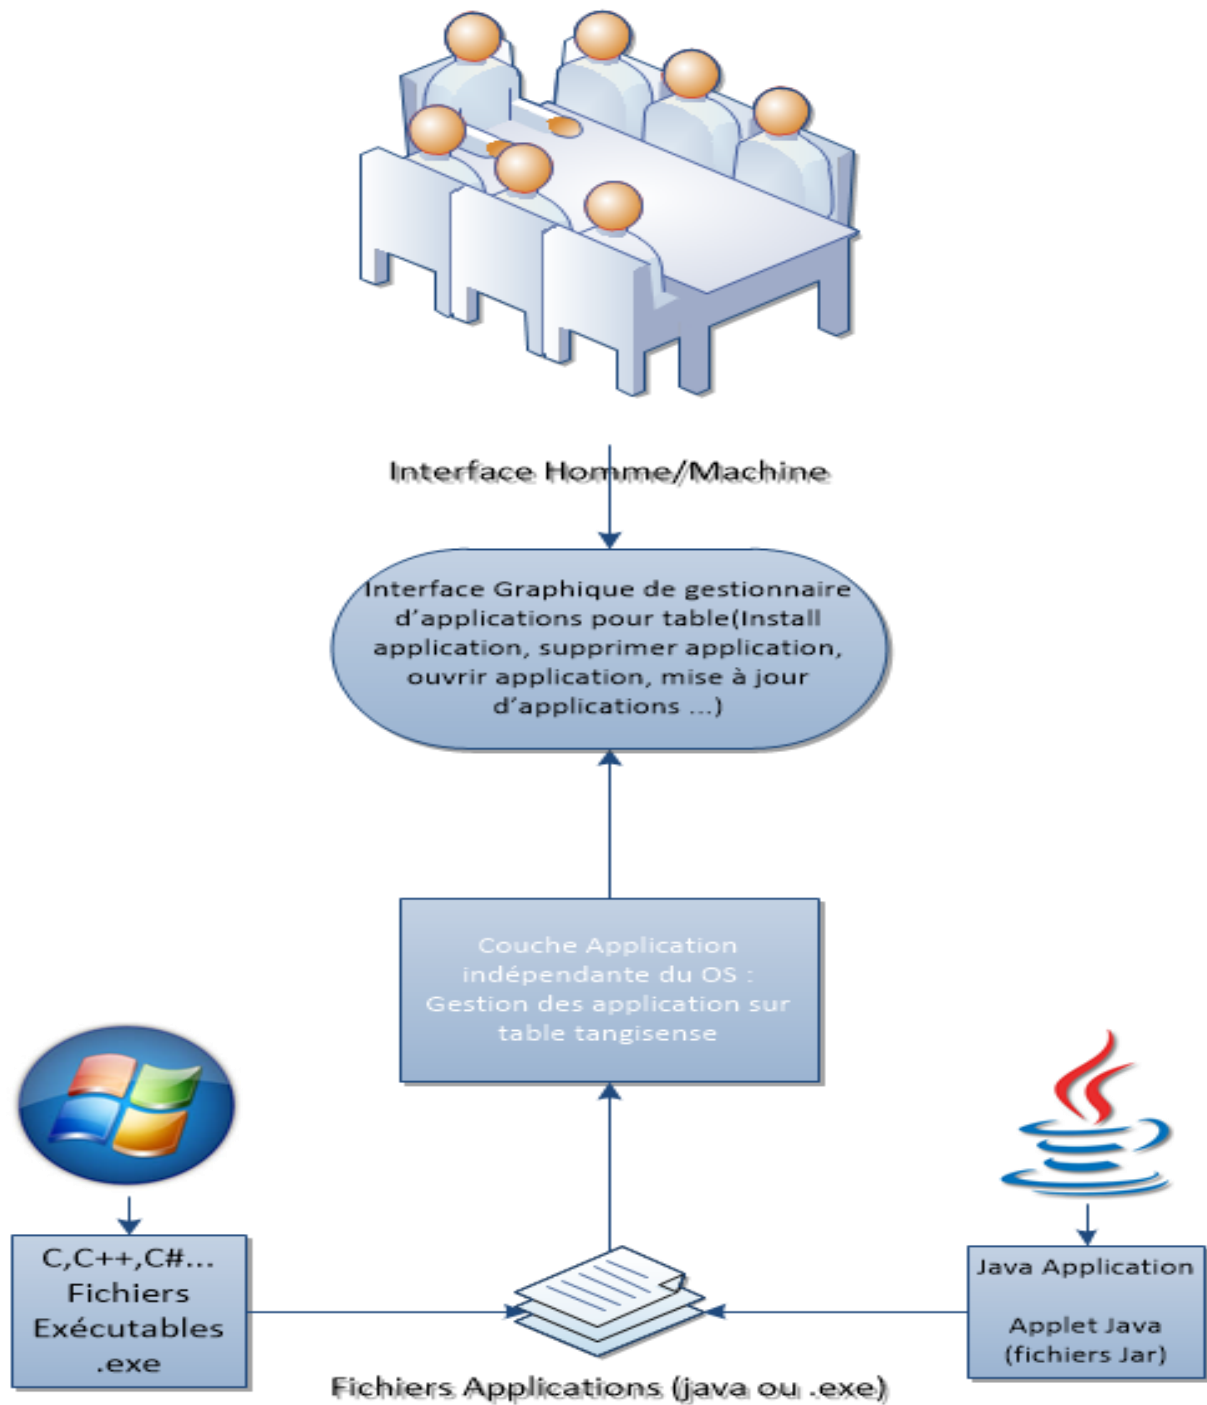 Interface Homme/Machine
Interface Graphique de gestionnaire
d'applications pour table(Install
application, supprimer application,
ouvrir application, mise à jour
d'applications ...)
Couche Application
indépendante du OS :
Gestion des application sur
table tangisense
C,C++,C#...
Fichiers
Exécutables
.exe
Java Application
Applet Java
(fichiers Jar)
Fichiers Applications (java ou .exe)